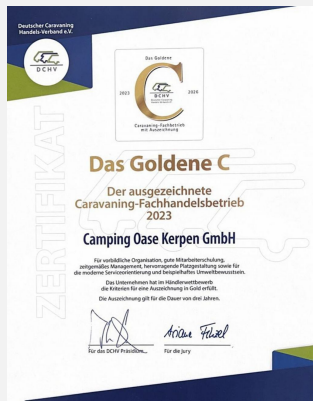 Deutscher Caravaning
Handels-Verband e.V.
DCHV
Das Goldene
2023
C
DCHV
2026
Caravaning-Fachbetrieb
mit Auszeichnung
ZERTIFIKAT
Das Goldene C
Der ausgezeichnete
Caravaning-Fachhandelsbetrieb
2023
Camping Oase Kerpen GmbH
Für vorbildliche Organisation, gute Mitarbeiterschulung,
zeitgemäßes Management, hervorragende Platzgestaltung sowie für
die moderne Serviceorientierung und beispielhaftes Umweltbewusstsein.
Das Unternehmen hat im Händlerwettbewerb
die Kriterien für eine Auszeichnung in Gold erfüllt.
Die Auszeichnung gilt für die Dauer von drei Jahren.
Für das DCHV Präsidium
Für die Jury